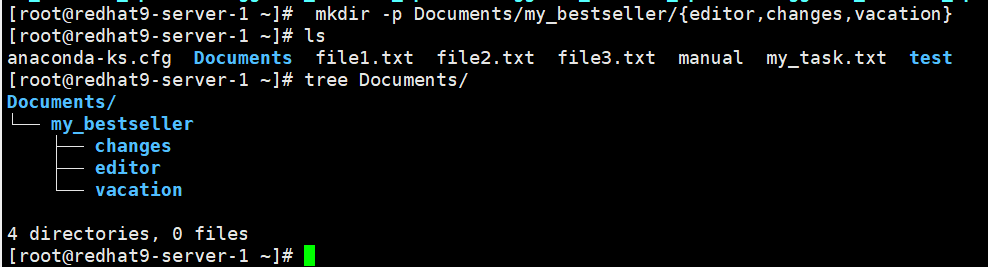 [root@redhat9-server-1 ~]#  mkdir -p Documents/my_bestseller/{editor,changes,vacation}
[root@redhat9-server-1 ~]# ls
anaconda-ks.cfg  Documents  file1.txt  file2.txt  file3.txt  manual  my_task.txt  test
[root@redhat9-server-1 ~]# tree Documents/
Documents/
└── my_bestseller
    ├── changes
    ├── editor
    └── vacation

4 directories, 0 files
[root@redhat9-server-1 ~]#